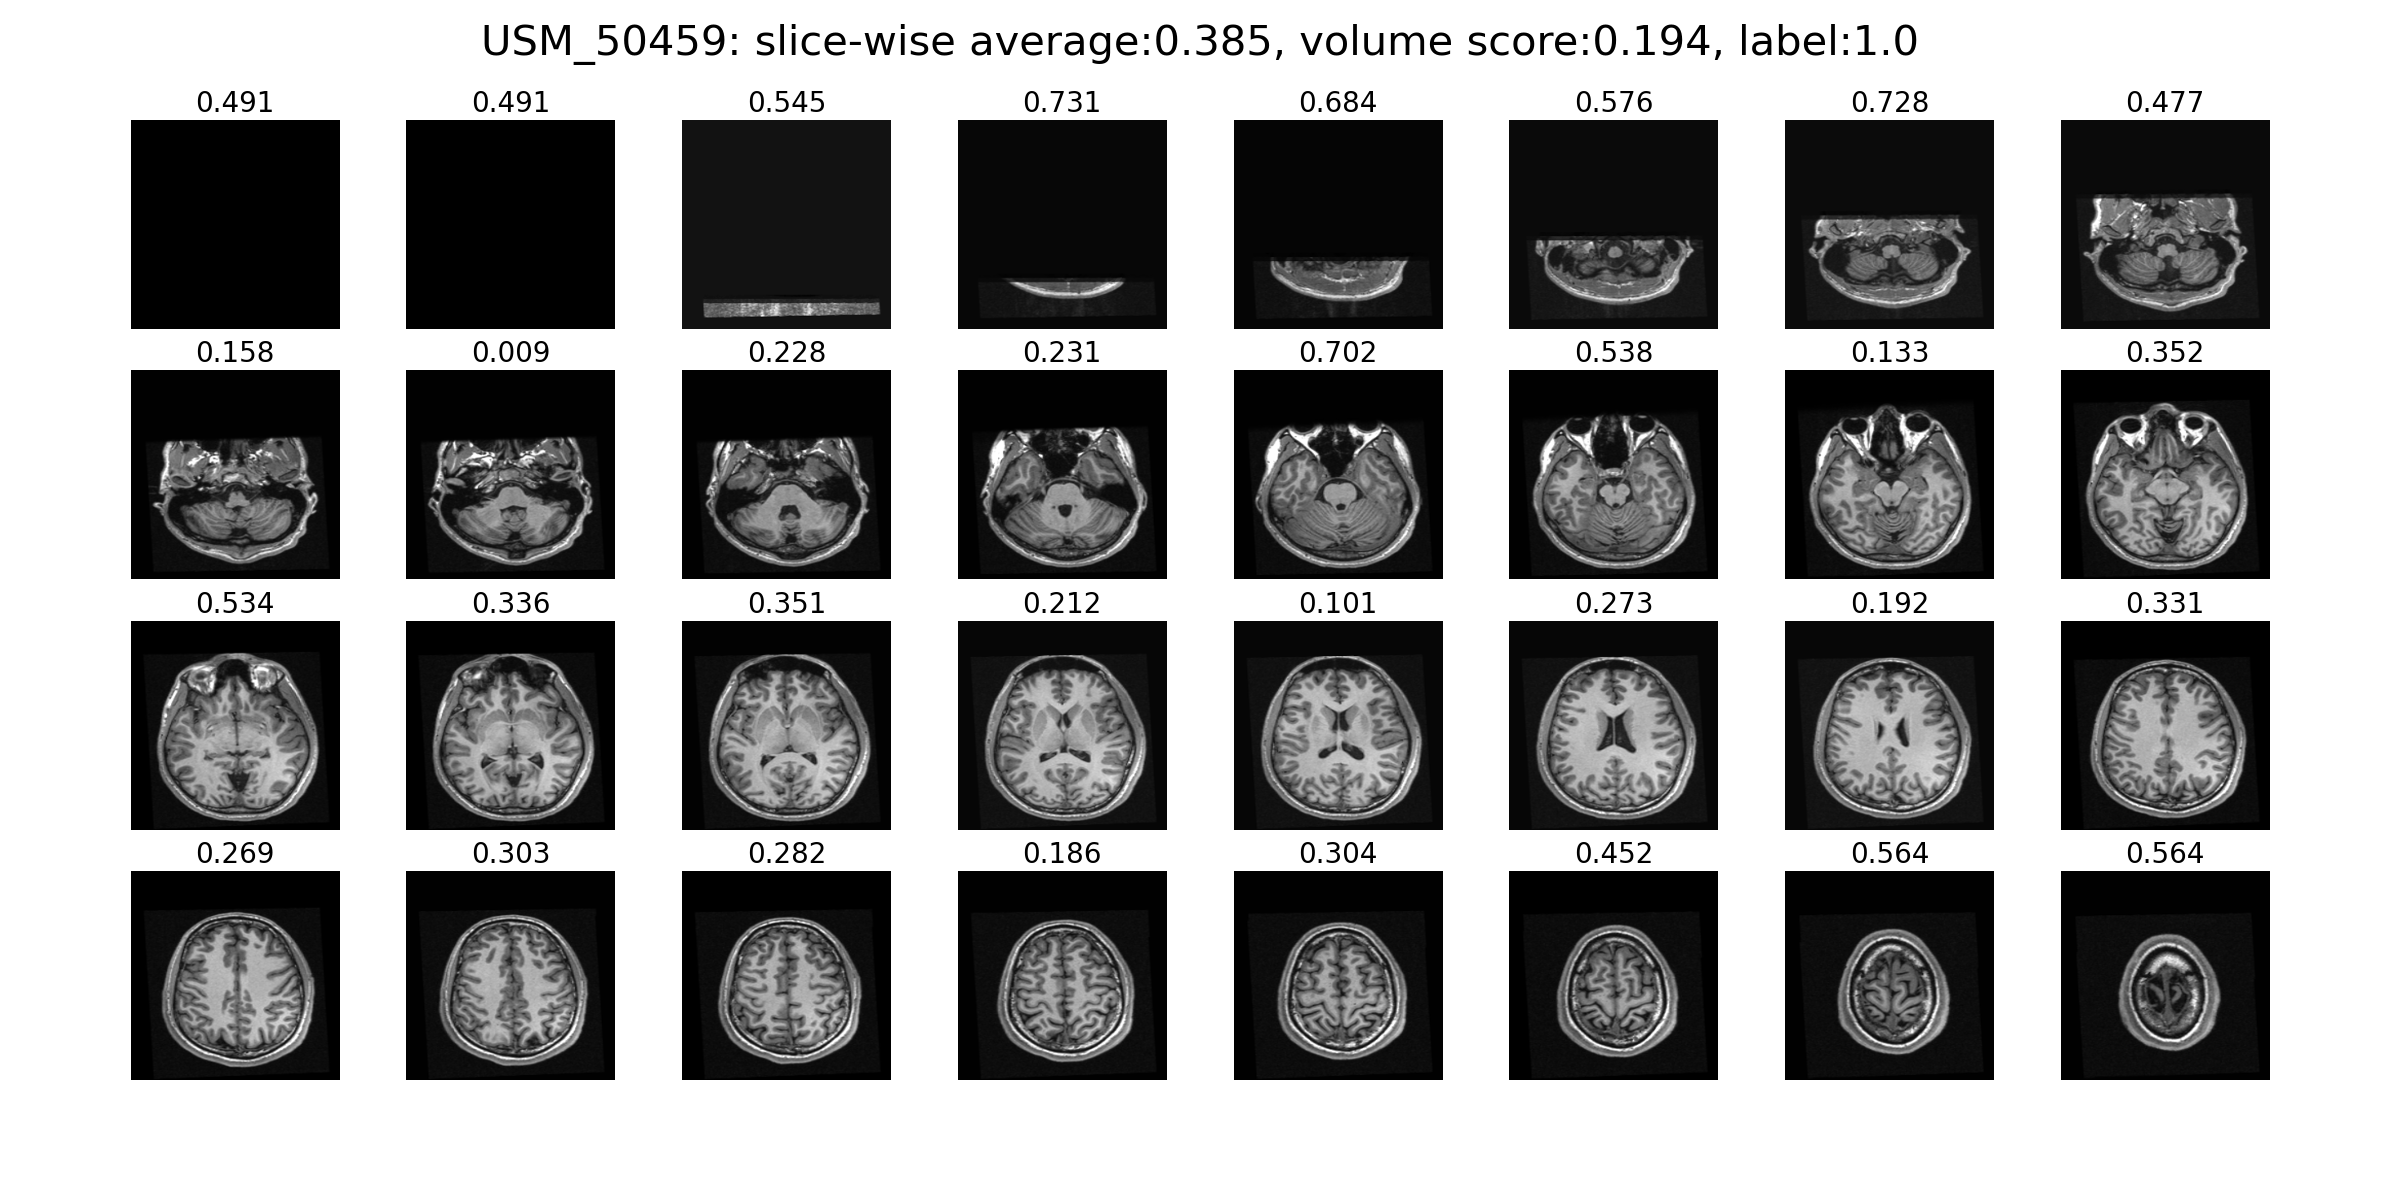 USM_50459: slice-wise average:0.385, volume score:0.194, label:1.0
0.491 0.491 0.545 0.731 0.684 0.576 0.728 0.477
0.158 0.009 0.228 0.231 0.702 0.538 0.133 0.352
0.534 0.336 0.351 0.212 0.101 0.273 0.192 0.331
0.269 0.303 0.282 0.186 0.304 0.452 0.564 0.564